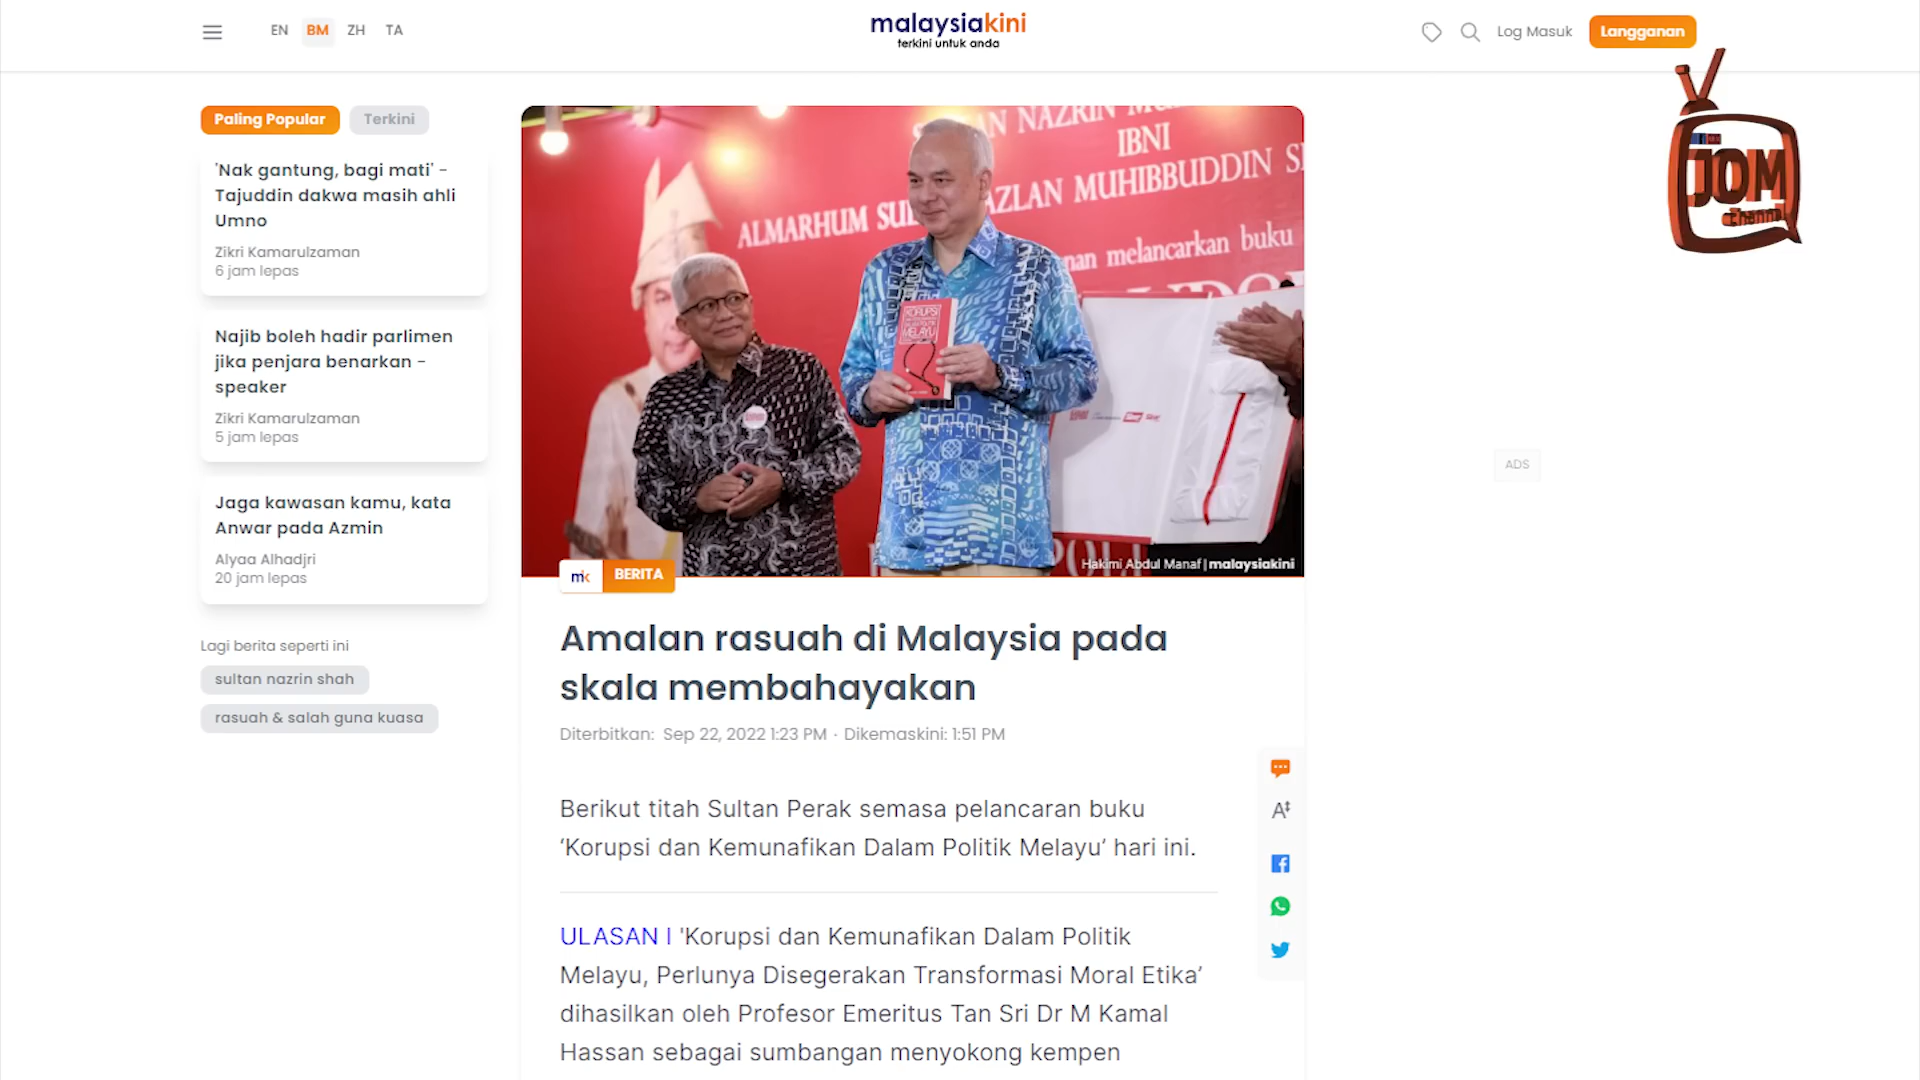 EN BM ZH TA
malaysiakini
terkini untuk anda
Log Masuk
Langganan
JOM
channel
Paling Popular
Terkini
'Nak gantung, bagi mati' -
Tajuddin dakwa masih ahli
Umno
Zikri Kamarulzaman
6 jam lepas
Najib boleh hadir parlimen
jika penjara benarkan -
speaker
Zikri Kamarulzaman
5 jam lepas
Jaga kawasan kamu, kata
Anwar pada Azmin
Alyaa Alhadjri
20 jam lepas
Lagi berita seperti ini
sultan nazrin shah
rasuah & salah guna kuasa
NAZRIN
IBNI
ALMARHUM SU AZLAN MUHIBBUDDIN
melancarkan buku
KORUPSI
MELAYU
Hakimi Abdul Manaf | malaysiakini
mk BERITA
Amalan rasuah di Malaysia pada
skala membahayakan
Diterbitkan: Sep 22, 2022 1:23 PM · Dikemaskini: 1:51 PM
Berikut titah Sultan Perak semasa pelancaran buku
‘Korupsi dan Kemunafikan Dalam Politik Melayu’ hari ini.
ULASAN | 'Korupsi dan Kemunafikan Dalam Politik
Melayu, Perlunya Disegerakan Transformasi Moral Etika’
dihasilkan oleh Profesor Emeritus Tan Sri Dr M Kamal
Hassan sebagai sumbangan menyokong kempen
ADS